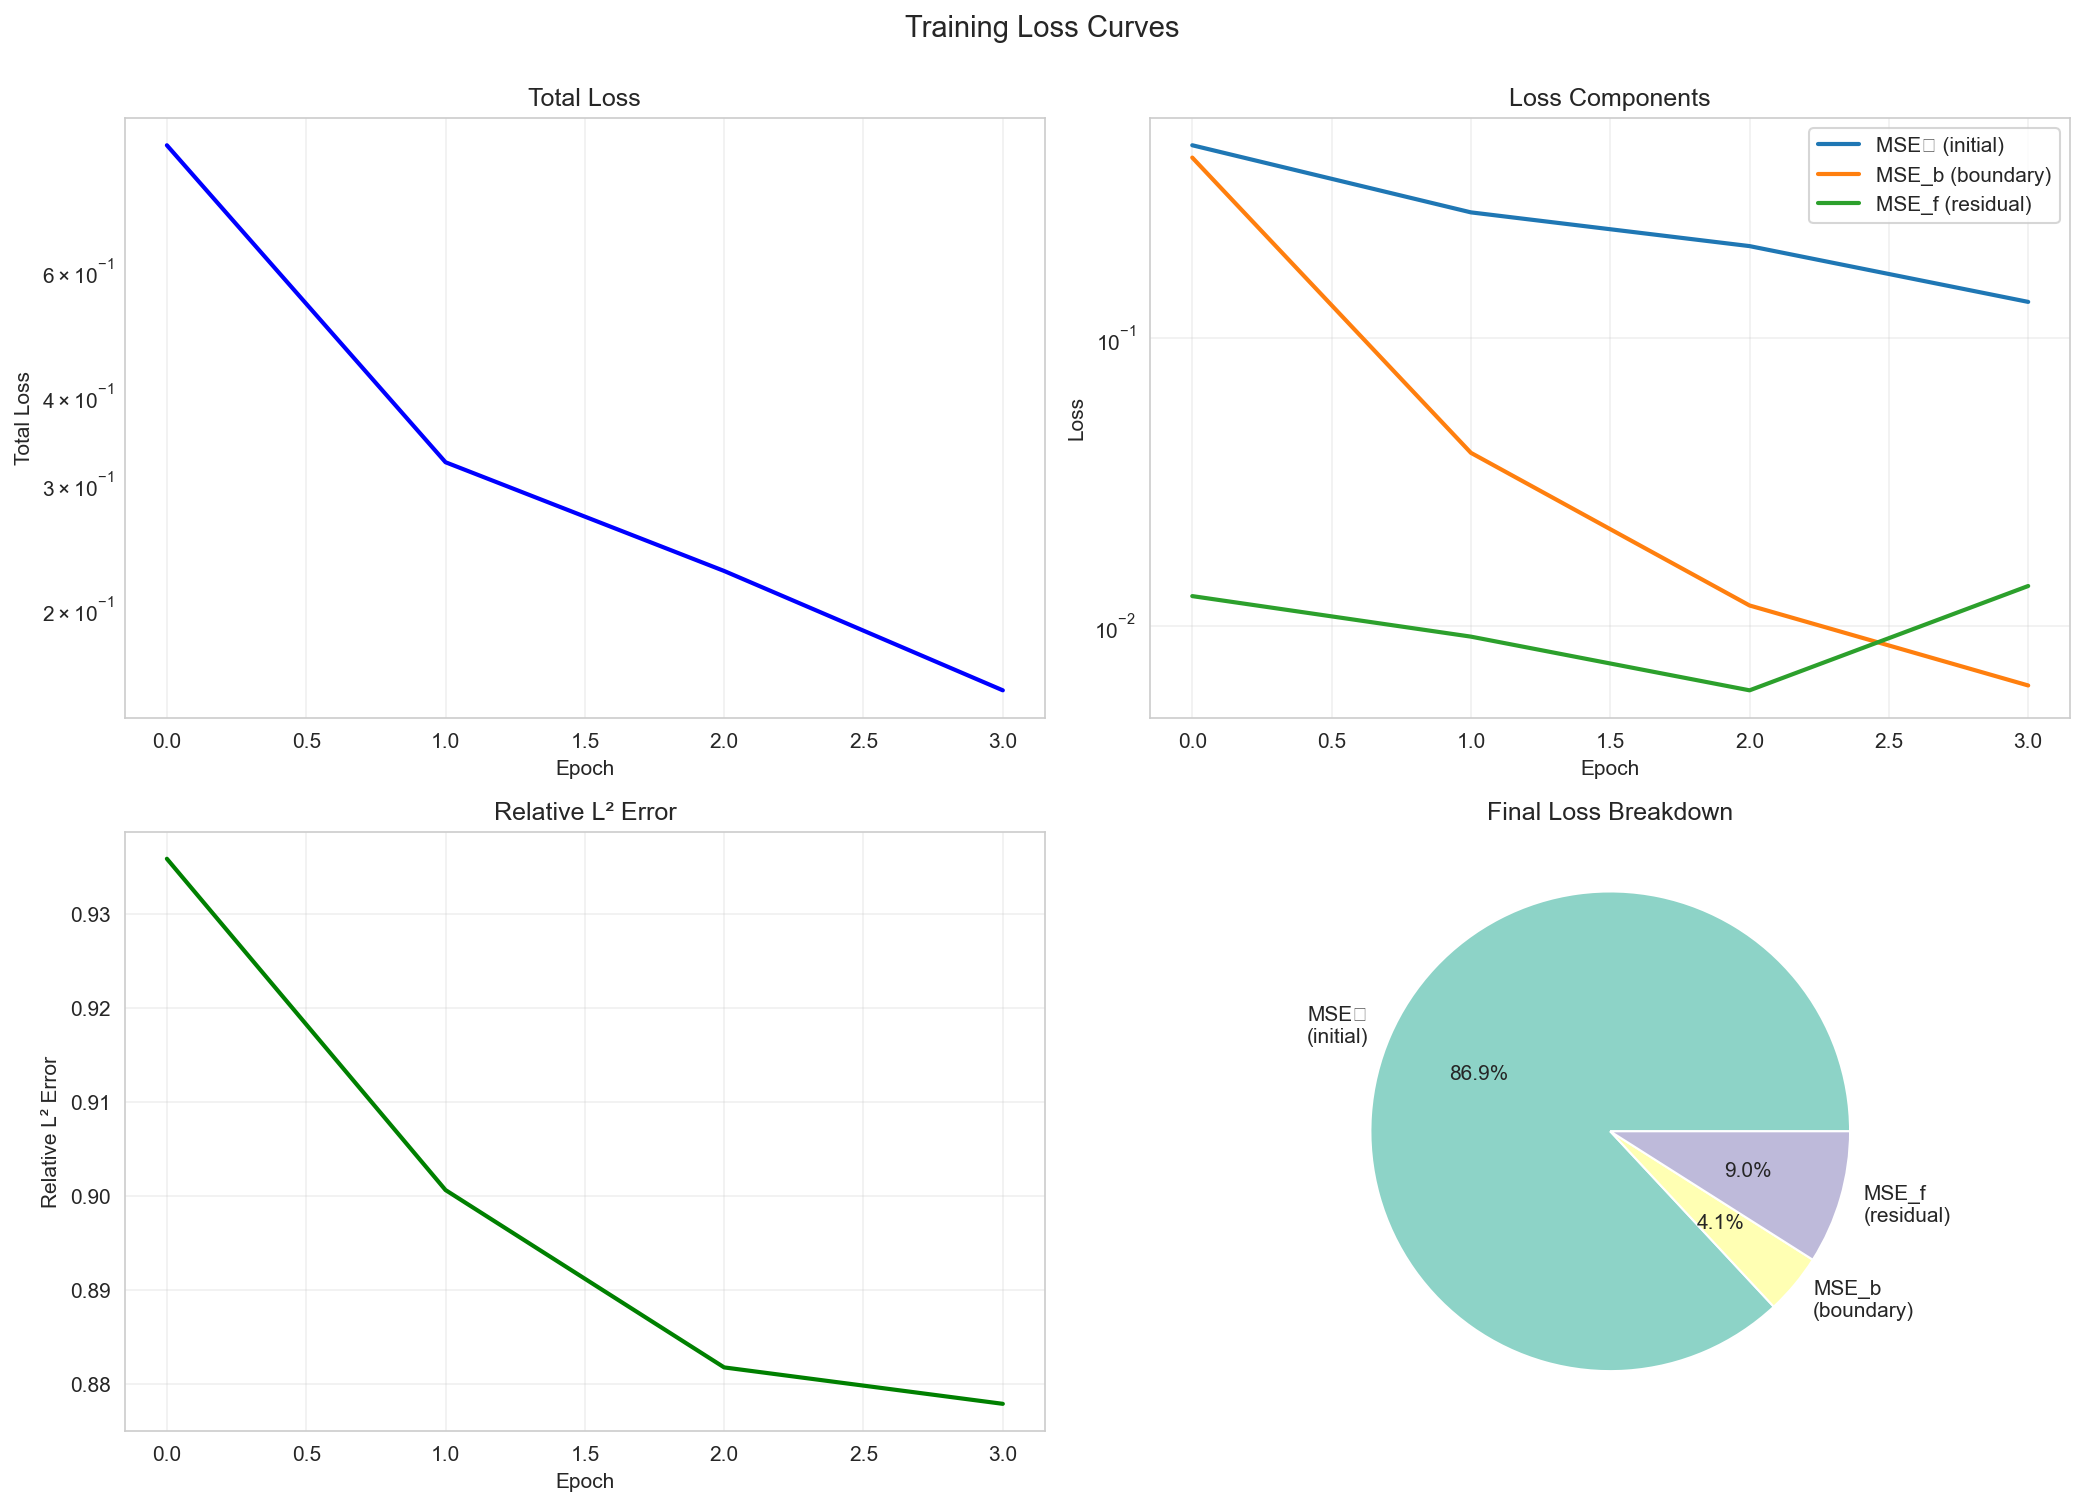 Training Loss Curves
Total Loss
6 × 10⁻¹
4 × 10⁻¹
3 × 10⁻¹
2 × 10⁻¹
Total Loss
0.0 0.5 1.0 1.5 2.0 2.5 3.0
Epoch
Loss Components
MSE□ (initial)
MSE_b (boundary)
MSE_f (residual)
10⁻¹
10⁻²
Loss
0.0 0.5 1.0 1.5 2.0 2.5 3.0
Epoch
Relative L² Error
0.93
0.92
0.91
0.90
0.89
0.88
Relative L² Error
0.0 0.5 1.0 1.5 2.0 2.5 3.0
Epoch
Final Loss Breakdown
MSE□
(initial)
86.9%
9.0%
MSE_f
(residual)
4.1%
MSE_b
(boundary)